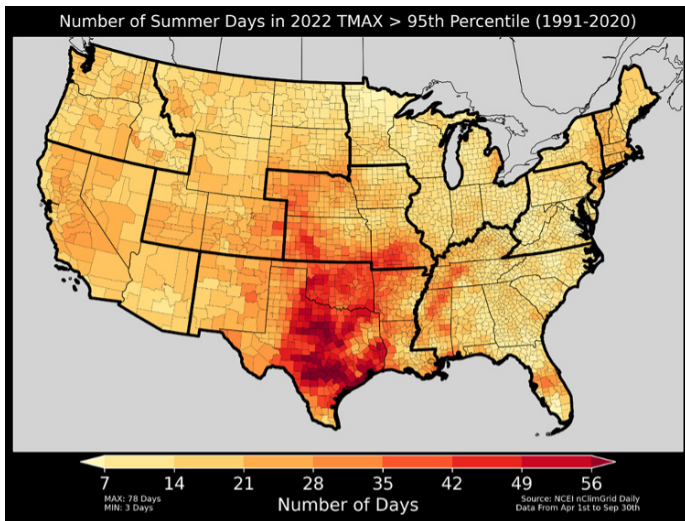 Number of Summer Days in 2022 TMAX > 95th Percentile (1991-2020)
7 14 21 28 35 42 49 56
MAX: 78 Days
MIN: 3 Days
Number of Days
Source: NCEI nClimGrid Daily
Data From Apr 1st to Sep 30th